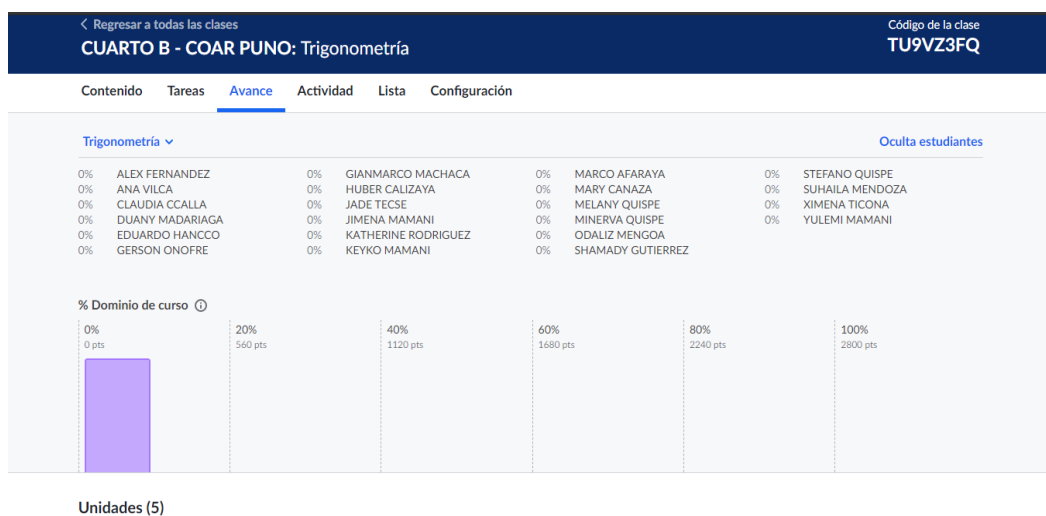 Regresar a todas las clases
CUARTO B - COAR PUNO: Trigonometría
Código de la clase
TU9VZ3FQ
Contenido Tareas Avance Actividad Lista Configuración
Trigonometría
Oculta estudiantes
0% ALEX FERNANDEZ
0% ANA VILCA
0% CLAUDIA CCALLA
0% DUANY MADARIAGA
0% EDUARDO HANCCO
0% GERSON ONOFRE
0% GIANMARCO MACHACA
0% HUBER CALIZAYA
0% JADE TECSE
0% JIMENA MAMANI
0% KATHERINE RODRIGUEZ
0% KEYKO MAMANI
0% MARCO AFARAYA
0% MARY CANAZA
0% MELANY QUISPE
0% MINERVA QUISPE
0% ODALIZ MENGOA
0% SHAMADY GUTIERREZ
0% STEFANO QUISPE
0% SUHAILA MENDOZA
0% XIMENA TICONA
0% YULEMI MAMANI
% Dominio de curso
0% 20% 40% 60% 80% 100%
0 pts 560 pts 1120 pts 1680 pts 2240 pts 2800 pts
Unidades (5)